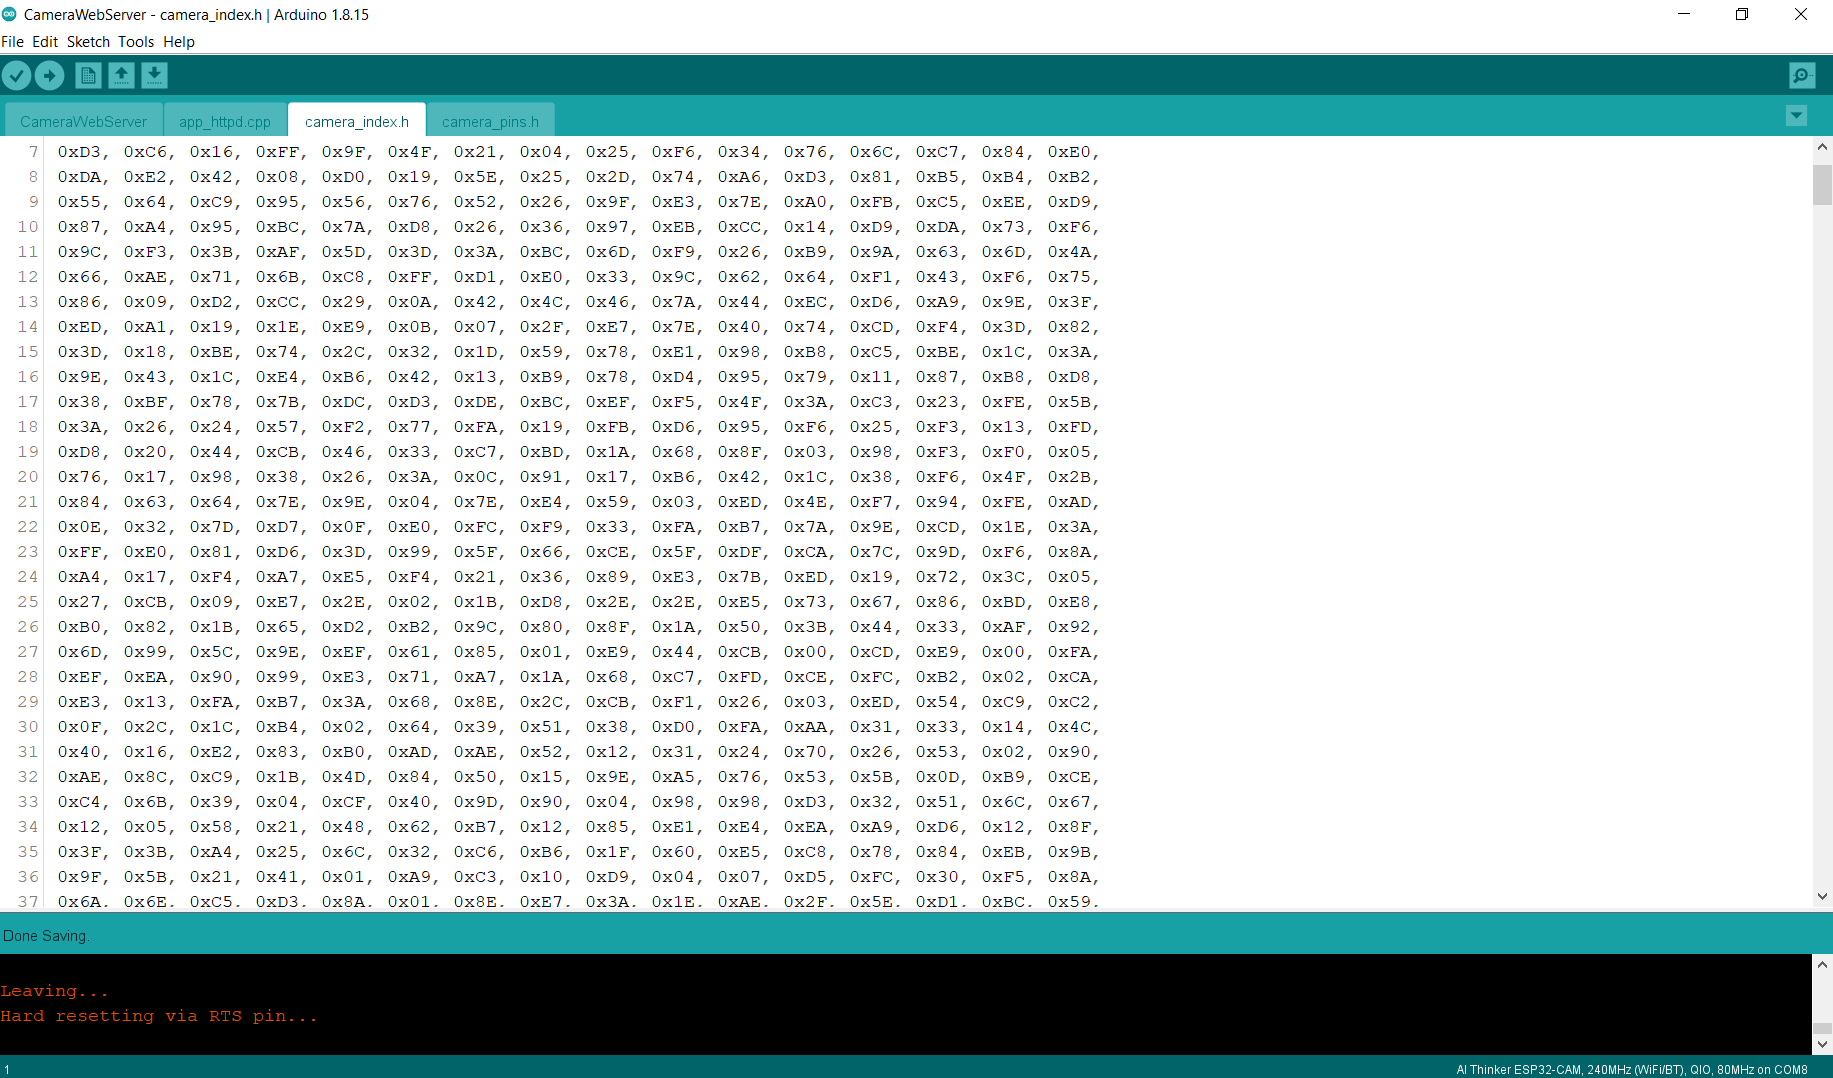 CameraWebServer - camera_index.h | Arduino 1.8.15
File Edit Sketch Tools Help
CameraWebServer app_httpd.cpp camera_index.h camera_pins.h
7 0xD3, 0xC6, 0x16, 0xFF, 0x9F, 0x4F, 0x21, 0x04, 0x25, 0xF6, 0x34, 0x76, 0x6C, 0xC7, 0x84, 0xE0,
8 0xDA, 0xE2, 0x42, 0x08, 0xD0, 0x19, 0x5E, 0x25, 0x2D, 0x74, 0xA6, 0xD3, 0x81, 0xB5, 0xB4, 0xB2,
9 0x55, 0x64, 0xC9, 0x95, 0x56, 0x76, 0x52, 0x26, 0x9F, 0xE3, 0x7E, 0xA0, 0xFB, 0xC5, 0xEE, 0xD9,
10 0x87, 0xA4, 0x95, 0xBC, 0x7A, 0xD8, 0x26, 0x36, 0x97, 0xEB, 0xCC, 0x14, 0xD9, 0xDA, 0x73, 0xF6,
11 0x9C, 0xF3, 0x3B, 0xAF, 0x5D, 0x3D, 0x3A, 0xBC, 0x6D, 0xF9, 0x26, 0xB9, 0x9A, 0x63, 0x6D, 0x4A,
12 0x66, 0xAE, 0x71, 0x6B, 0xC8, 0xFF, 0xD1, 0xE0, 0x33, 0x9C, 0x62, 0x64, 0xF1, 0x43, 0xF6, 0x75,
13 0x86, 0x09, 0xD2, 0xCC, 0x29, 0x0A, 0x42, 0x4C, 0x46, 0x7A, 0x44, 0xEC, 0xD6, 0xA9, 0x9E, 0x3F,
14 0xED, 0xA1, 0x19, 0x1E, 0xE9, 0x0B, 0x07, 0x2F, 0xE7, 0x7E, 0x40, 0x74, 0xCD, 0xF4, 0x3D, 0x82,
15 0x3D, 0x18, 0xBE, 0x74, 0x2C, 0x32, 0x1D, 0x59, 0x78, 0xE1, 0x98, 0xB8, 0xC5, 0xBE, 0x1C, 0x3A,
16 0x9E, 0x43, 0x1C, 0xE4, 0xB6, 0x42, 0x13, 0xB9, 0x78, 0xD4, 0x95, 0x79, 0x11, 0x87, 0xB8, 0xD8,
17 0x38, 0xBF, 0x78, 0x7B, 0xDC, 0xD3, 0xDE, 0xBC, 0xEF, 0xF5, 0x4F, 0x3A, 0xC3, 0x23, 0xFE, 0x5B,
18 0x3A, 0x26, 0x24, 0x57, 0xF2, 0x77, 0xFA, 0x19, 0xFB, 0xD6, 0x95, 0xF6, 0x25, 0xF3, 0x13, 0xFD,
19 0xD8, 0x20, 0x44, 0xCB, 0x46, 0x33, 0xC7, 0xBD, 0x1A, 0x68, 0x8F, 0x03, 0x98, 0xF3, 0xF0, 0x05,
20 0x76, 0x17, 0x98, 0x38, 0x26, 0x3A, 0x0C, 0x91, 0x17, 0xB6, 0x42, 0x1C, 0x38, 0xF6, 0x4F, 0x2B,
21 0x84, 0x63, 0x64, 0x7E, 0x9E, 0x04, 0x7E, 0xE4, 0x59, 0x03, 0xED, 0x4E, 0xF7, 0x94, 0xFE, 0xAD,
22 0x0E, 0x32, 0x7D, 0xD7, 0x0F, 0xE0, 0xFC, 0xF9, 0x33, 0xFA, 0xB7, 0x7A, 0x9E, 0xCD, 0x1E, 0x3A,
23 0xFF, 0xE0, 0x81, 0xD6, 0x3D, 0x99, 0x5F, 0x66, 0xCE, 0x5F, 0xDF, 0xCA, 0x7C, 0x9D, 0xF6, 0x8A,
24 0xA4, 0x17, 0xF4, 0xA7, 0xE5, 0xF4, 0x21, 0x36, 0x89, 0xE3, 0x7B, 0xED, 0x19, 0x72, 0x3C, 0x05,
25 0x27, 0xCB, 0x09, 0xE7, 0x2E, 0x02, 0x1B, 0xD8, 0x2E, 0x2E, 0xE5, 0x73, 0x67, 0x86, 0xBD, 0xE8,
26 0xB0, 0x82, 0x1B, 0x65, 0xD2, 0xB2, 0x9C, 0x80, 0x8F, 0x1A, 0x50, 0x3B, 0x44, 0x33, 0xAF, 0x92,
27 0x6D, 0x99, 0x5C, 0x9E, 0xEF, 0x61, 0x85, 0x01, 0xE9, 0x44, 0xCB, 0x00, 0xCD, 0xE9, 0x00, 0xFA,
28 0xEF, 0xEA, 0x90, 0x99, 0xE3, 0x71, 0xA7, 0x1A, 0x68, 0xC7, 0xFD, 0xCE, 0xFC, 0xB2, 0x02, 0xCA,
29 0xE3, 0x13, 0xFA, 0xB7, 0x3A, 0x68, 0x8E, 0x2C, 0xCB, 0xF1, 0x26, 0x03, 0xED, 0x54, 0xC9, 0xC2,
30 0x0F, 0x2C, 0x1C, 0xB4, 0x02, 0x64, 0x39, 0x51, 0x38, 0xD0, 0xFA, 0xAA, 0x31, 0x33, 0x14, 0x4C,
31 0x40, 0x16, 0xE2, 0x83, 0xB0, 0xAD, 0xAE, 0x52, 0x12, 0x31, 0x24, 0x70, 0x26, 0x53, 0x02, 0x90,
32 0xAE, 0x8C, 0xC9, 0x1B, 0x4D, 0x84, 0x50, 0x15, 0x9E, 0xA5, 0x76, 0x53, 0x5B, 0x0D, 0xB9, 0xCE,
33 0xC4, 0x6B, 0x39, 0x04, 0xCF, 0x40, 0x9D, 0x90, 0x04, 0x98, 0x98, 0xD3, 0x32, 0x51, 0x6C, 0x67,
34 0x12, 0x05, 0x58, 0x21, 0x48, 0x62, 0xB7, 0x12, 0x85, 0xE1, 0xE4, 0xEA, 0xA9, 0xD6, 0x12, 0x8F,
35 0x3F, 0x3B, 0xA4, 0x25, 0x6C, 0x32, 0xC6, 0xB6, 0x1F, 0x60, 0xE5, 0xC8, 0x78, 0x84, 0xEB, 0x9B,
36 0x9F, 0x5B, 0x21, 0x41, 0x01, 0xA9, 0xC3, 0x10, 0xD9, 0x04, 0x07, 0xD5, 0xFC, 0x30, 0xF5, 0x8A,
37 0x6A, 0x6E, 0xC5, 0xD3, 0x8A, 0x01, 0x8E, 0xE7, 0x3A, 0x1E, 0xAE, 0x2F, 0x5E, 0xD1, 0xBC, 0x59,
Done Saving.
Leaving...
Hard resetting via RTS pin...
1 AI Thinker ESP32-CAM, 240MHz (WiFi/BT), QIO, 80MHz on COM8